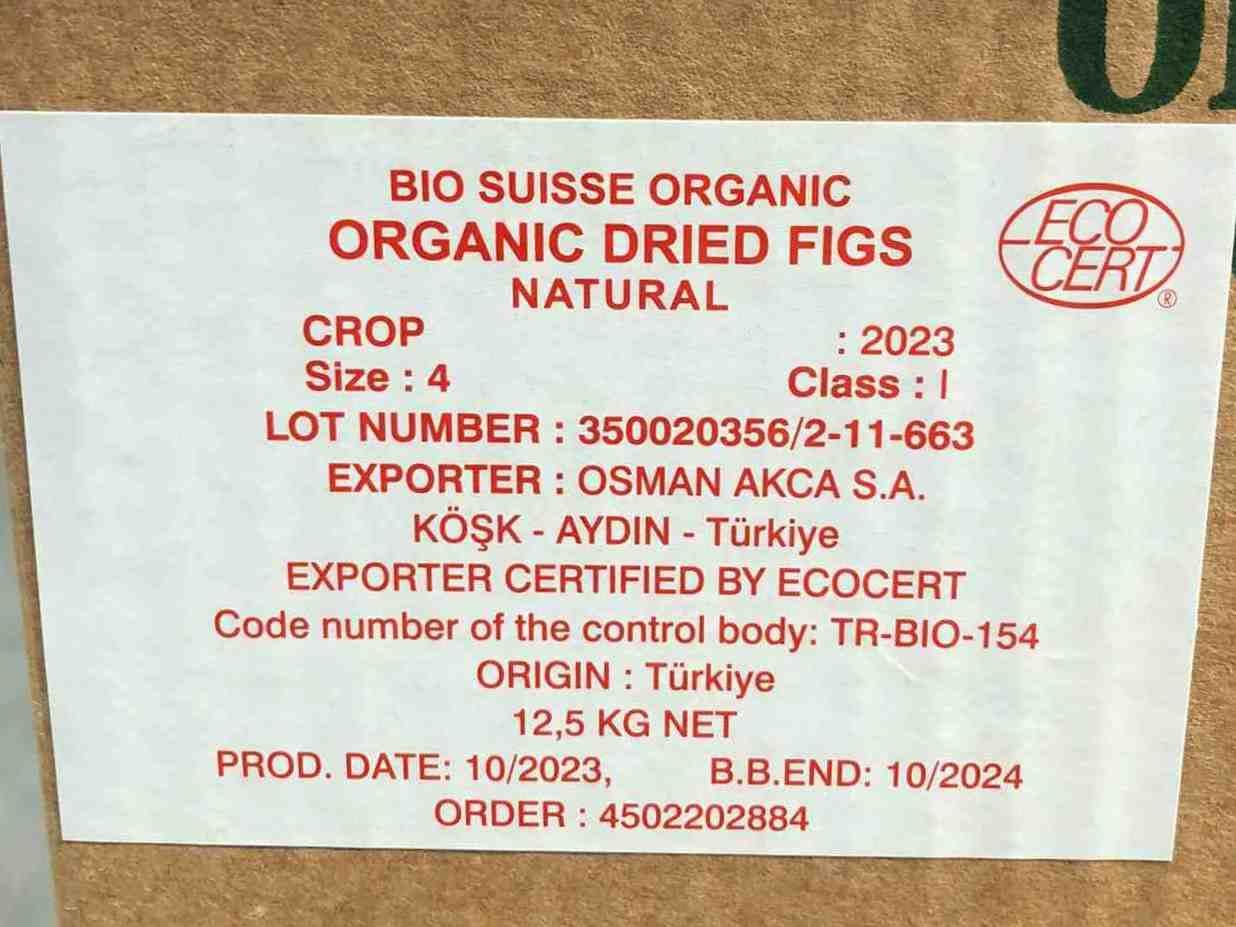 BIO SUISSE ORGANIC
ORGANIC DRIED FIGS
NATURAL
ECO
CERT
®
CROP : 2023
Size : 4 Class : I
LOT NUMBER : 350020356/2-11-663
EXPORTER : OSMAN AKCA S.A.
KÖŞK - AYDIN - Türkiye
EXPORTER CERTIFIED BY ECOCERT
Code number of the control body: TR-BIO-154
ORIGIN : Türkiye
12,5 KG NET
PROD. DATE: 10/2023, B.B.END: 10/2024
ORDER : 4502202884